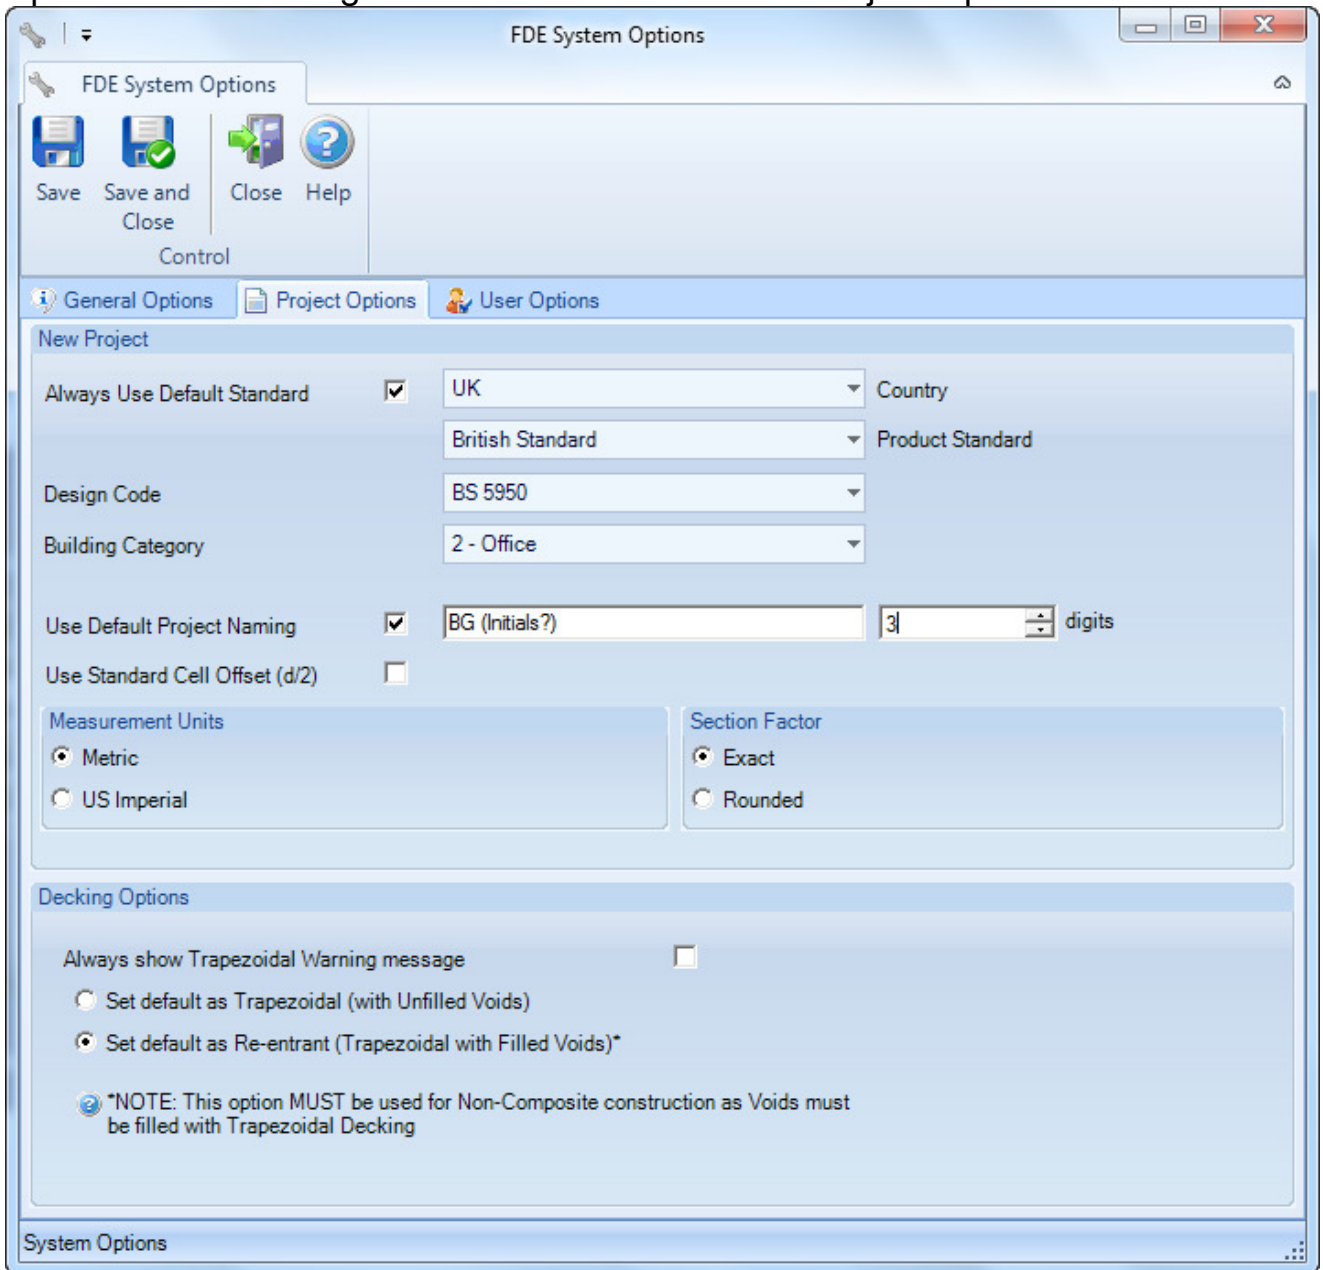 FDE System Options
FDE System Options
Save
Save and
Close
Close
Help
Control
General Options
Project Options
User Options
New Project
Always Use Default Standard
UK
Country
British Standard
Product Standard
Design Code
BS 5950
Building Category
2 - Office
Use Default Project Naming
BG (Initials?)
3
digits
Use Standard Cell Offset (d/2)
Measurement Units
Metric
US Imperial
Section Factor
Exact
Rounded
Decking Options
Always show Trapezoidal Warning message
Set default as Trapezoidal (with Unfilled Voids)
Set default as Re-entrant (Trapezoidal with Filled Voids)*
*NOTE: This option MUST be used for Non-Composite construction as Voids must
be filled with Trapezoidal Decking
System Options